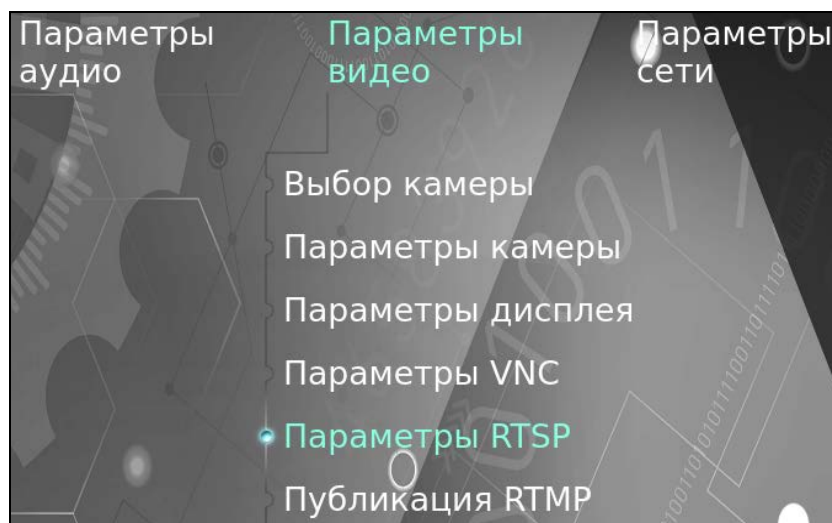 Параметры аудио
Параметры видео
Параметры сети
Выбор камеры
Параметры камеры
Параметры дисплея
Параметры VNC
Параметры RTSP
Публикация RTMP